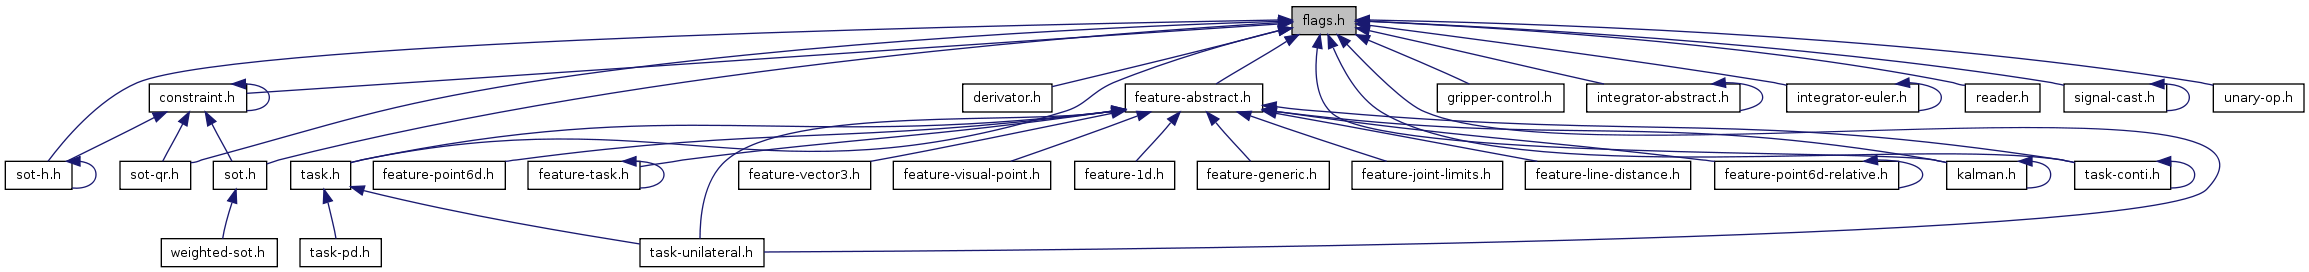 flags.h
constraint.h
derivator.h
feature-abstract.h
gripper-control.h
integrator-abstract.h
integrator-euler.h
reader.h
signal-cast.h
unary-op.h
sot-h.h
sot-qr.h
sot.h
task.h
feature-point6d.h
feature-task.h
feature-vector3.h
feature-visual-point.h
feature-1d.h
feature-generic.h
feature-joint-limits.h
feature-line-distance.h
feature-point6d-relative.h
kalman.h
task-conti.h
weighted-sot.h
task-pd.h
task-unilateral.h